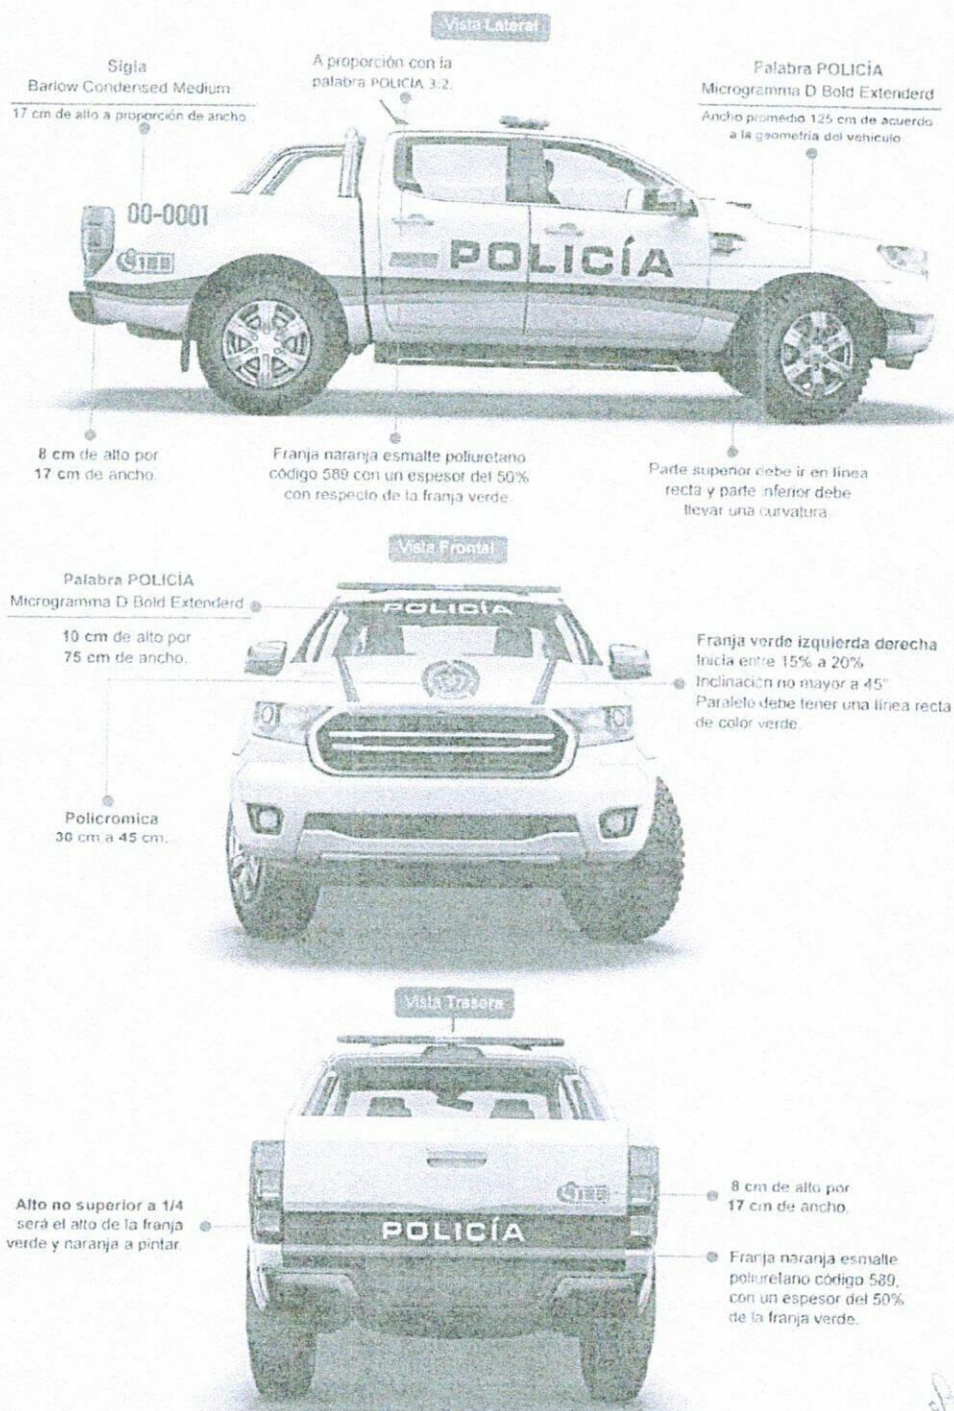 Vista Lateral
Sigla
Barlow Condensed Medium
17 cm de alto a proporción de ancho
A proporción con la
palabra POLICÍA 3:2.
Palabra POLICÍA
Microgramma D Bold Extenderd
Ancho promedio 125 cm de acuerdo
a la geometría del vehículo
00-0001
POLICÍA
8 cm de alto por
17 cm de ancho.
Franja naranja esmalte poliuretano
código 589 con un espesor del 50%
con respecto de la franja verde.
Parte superior debe ir en línea
recta y parte inferior debe
llevar una curvatura
Vista Frontal
Palabra POLICÍA
Microgramma D Bold Extenderd
10 cm de alto por
75 cm de ancho.
POLICÍA
Franja verde izquierda derecha
Inicia entre 15% a 20%
Inclinación no mayor a 45°
Paralelo debe tener una línea recta
de color verde.
Policromica
30 cm a 45 cm.
Vista Trasera
Alto no superior a 1/4
será el alto de la franja
verde y naranja a pintar
POLICÍA
8 cm de alto por
17 cm de ancho.
Franja naranja esmalte
poliuretano código 589,
con un espesor del 50%
de la franja verde.